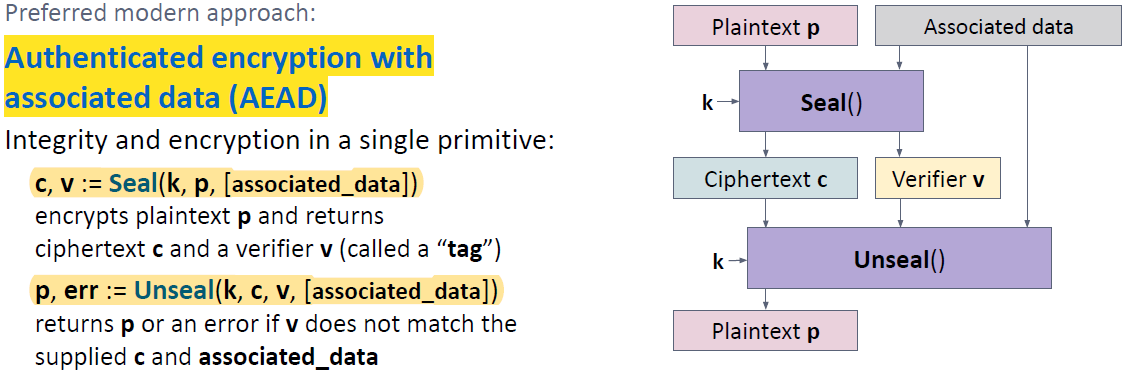 Preferred modern approach:
Authenticated encryption with
associated data (AEAD)
Integrity and encryption in a single primitive:
c, v := Seal(k, p, [associated_data])
encrypts plaintext p and returns
ciphertext c and a verifier v (called a “tag”)
p, err := Unseal(k, c, v, [associated_data])
returns p or an error if v does not match the
supplied c and associated_data
Plaintext p
Associated data
k
Seal()
Ciphertext c
Verifier v
k
Unseal()
Plaintext p